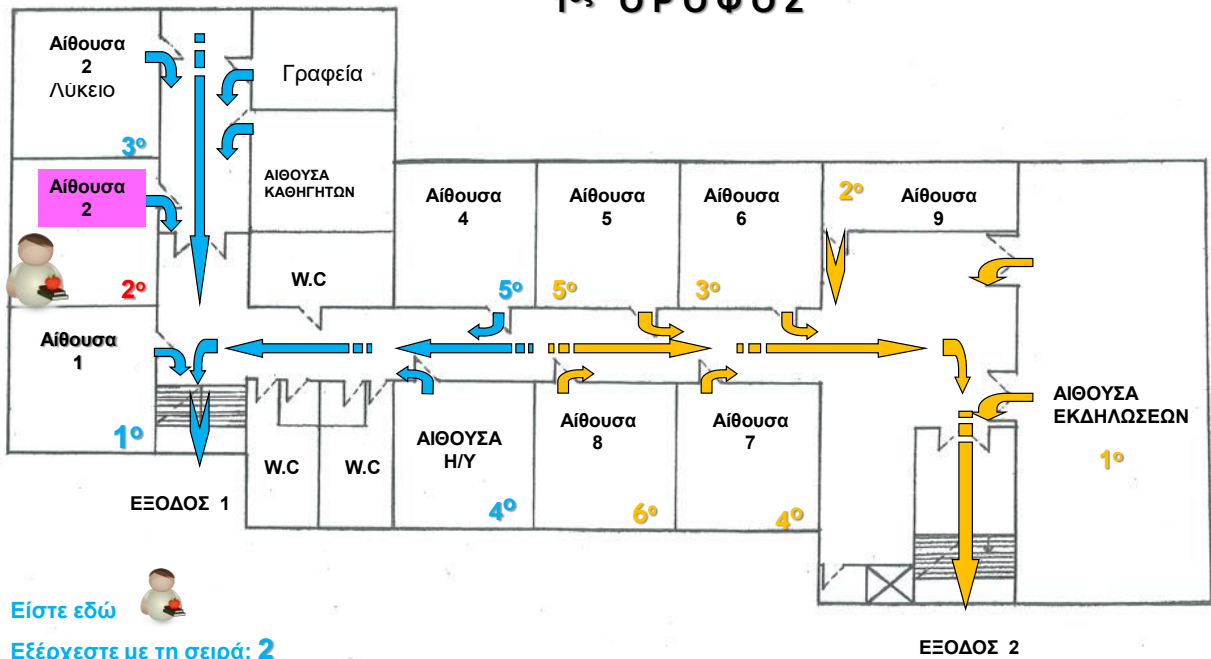 1ος ΟΡΟΦΟΣ
Αίθουσα
2
Λύκειο
3ο
Γραφεία
ΑΙΘΟΥΣΑ
ΚΑΘΗΓΗΤΩΝ
Αίθουσα
2
2ο
W.C
Αίθουσα
4
5ο
Αίθουσα
5
5ο
Αίθουσα
6
3ο
2ο
Αίθουσα
9
Αίθουσα
1
1ο
ΕΞΟΔΟΣ 1
W.C
W.C
ΑΙΘΟΥΣΑ
Η/Υ
4ο
Αίθουσα
8
6ο
Αίθουσα
7
4ο
ΑΙΘΟΥΣΑ
ΕΚΔΗΛΩΣΕΩΝ
1ο
ΕΞΟΔΟΣ 2
Είστε εδώ
Εξέρχεστε με τη σειρά: 2